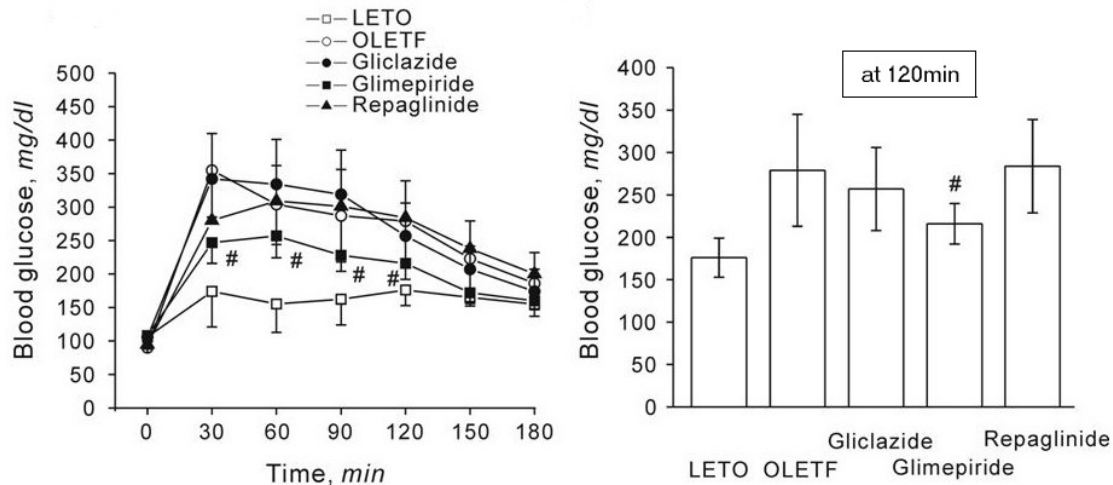 LETO
OLETF
Gliclazide
Glimepiride
Repaglinide
500
450
400
350
300
250
200
150
100
50
0
Blood glucose, mg/dl
#
#
#
#
0 30 60 90 120 150 180
Time, min
at 120min
400
350
300
250
200
150
100
50
0
Blood glucose, mg/dl
#
Gliclazide Repaglinide
LETO OLETF Glimepiride